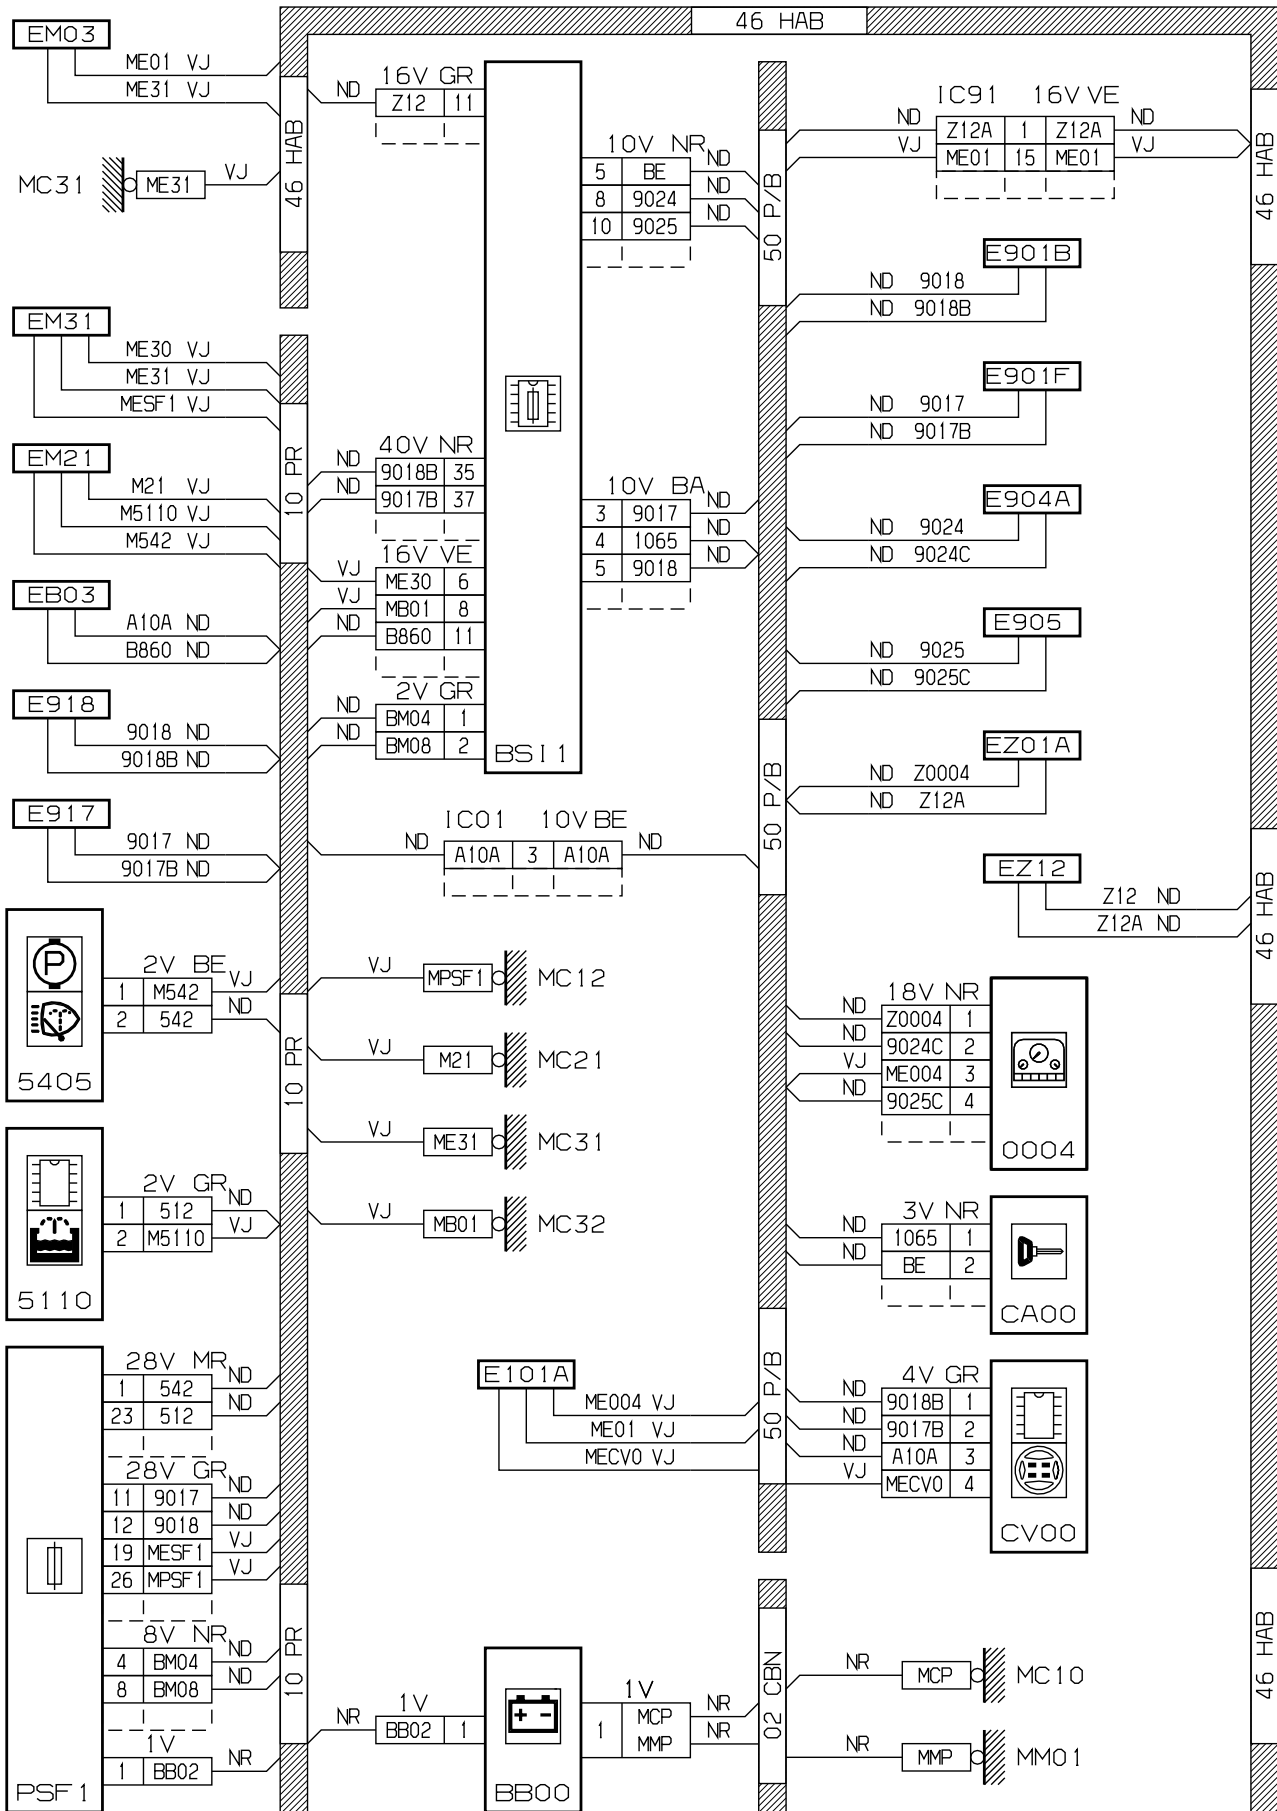 46 HAB
EM03
ME01 VJ
ME31 VJ
46 HAB
MC31
ME31
VJ
EM31
ME30 VJ
ME31 VJ
MESF1 VJ
EM21
M21 VJ
M5110 VJ
M542 VJ
10 PR
EB03
A10A ND
B860 ND
E918
9018 ND
9018B ND
E917
9017 ND
9017B ND
2V BE
1 M542 VJ
2 542 ND
5405
10 PR
2V GR
1 512 ND
2 M5110 VJ
5110
28V MR
1 542 ND
23 512 ND
28V GR
11 9017 ND
12 9018 ND
19 MESF1 VJ
26 MPSF1 VJ
8V NR
4 BM04 ND
8 BM08 ND
1V
1 BB02 NR
PSF1
10 PR
16V GR
ND Z12 11
40V NR
ND 9018B 35
ND 9017B 37
16V VE
VJ ME30 6
VJ MB01 8
ND B860 11
2V GR
ND BM04 1
ND BM08 2
BSI1
10V NR
5 BE ND
8 9024 ND
10 9025 ND
10V BA
3 9017 ND
4 1065 ND
5 9018 ND
IC01 10V BE
ND A10A 3 A10A ND
VJ MPSF1 MC12
VJ M21 MC21
VJ ME31 MC31
VJ MB01 MC32
E101A
ME004 VJ
ME01 VJ
MECV0 VJ
1V
NR BB02 1
BB00
1V
1 MCP NR
MMP NR
50 P/B
50 P/B
50 P/B
02 CBN
IC91 16V VE
ND Z12A 1 Z12A ND
VJ ME01 15 ME01 VJ
46 HAB
E901B
ND 9018
ND 9018B
E901F
ND 9017
ND 9017B
E904A
ND 9024
ND 9024C
E905
ND 9025
ND 9025C
EZ01A
ND Z0004
ND Z12A
EZ12
Z12 ND
Z12A ND
46 HAB
18V NR
ND Z0004 1
ND 9024C 2
VJ ME004 3
ND 9025C 4
0004
P
3V NR
ND 1065 1
ND BE 2
CA00
4V GR
ND 9018B 1
ND 9017B 2
ND A10A 3
VJ MECV0 4
CV00
NR MCP MC10
NR MMP MM01
46 HAB